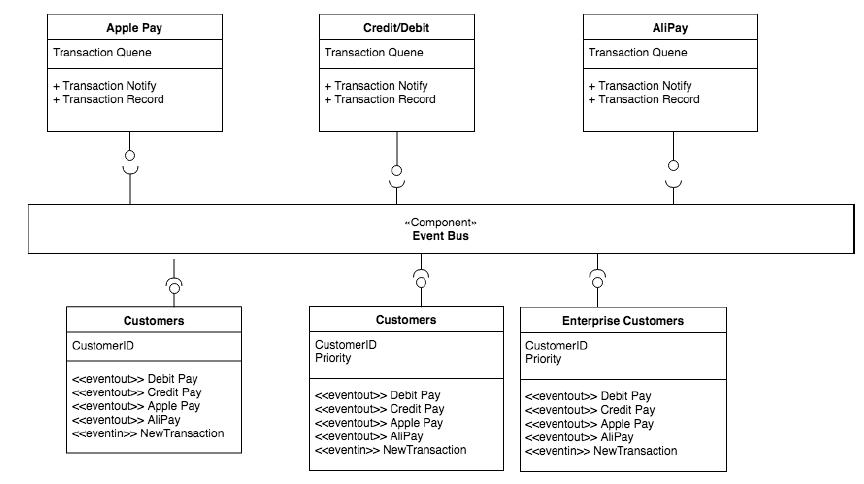 Apple Pay
Transaction Quene
+ Transaction Notify
+ Transaction Record
Credit/Debit
Transaction Quene
+ Transaction Notify
+ Transaction Record
AliPay
Transaction Quene
+ Transaction Notify
+ Transaction Record
«Component»
Event Bus
Customers
CustomerID
<<eventout>> Debit Pay
<<eventout>> Credit Pay
<<eventout>> Apple Pay
<<eventout>> AliPay
<<eventin>> NewTransaction
Customers
CustomerID
Priority
<<eventout>> Debit Pay
<<eventout>> Credit Pay
<<eventout>> Apple Pay
<<eventout>> AliPay
<<eventin>> NewTransaction
Enterprise Customers
CustomerID
Priority
<<eventout>> Debit Pay
<<eventout>> Credit Pay
<<eventout>> Apple Pay
<<eventout>> AliPay
<<eventin>> NewTransaction